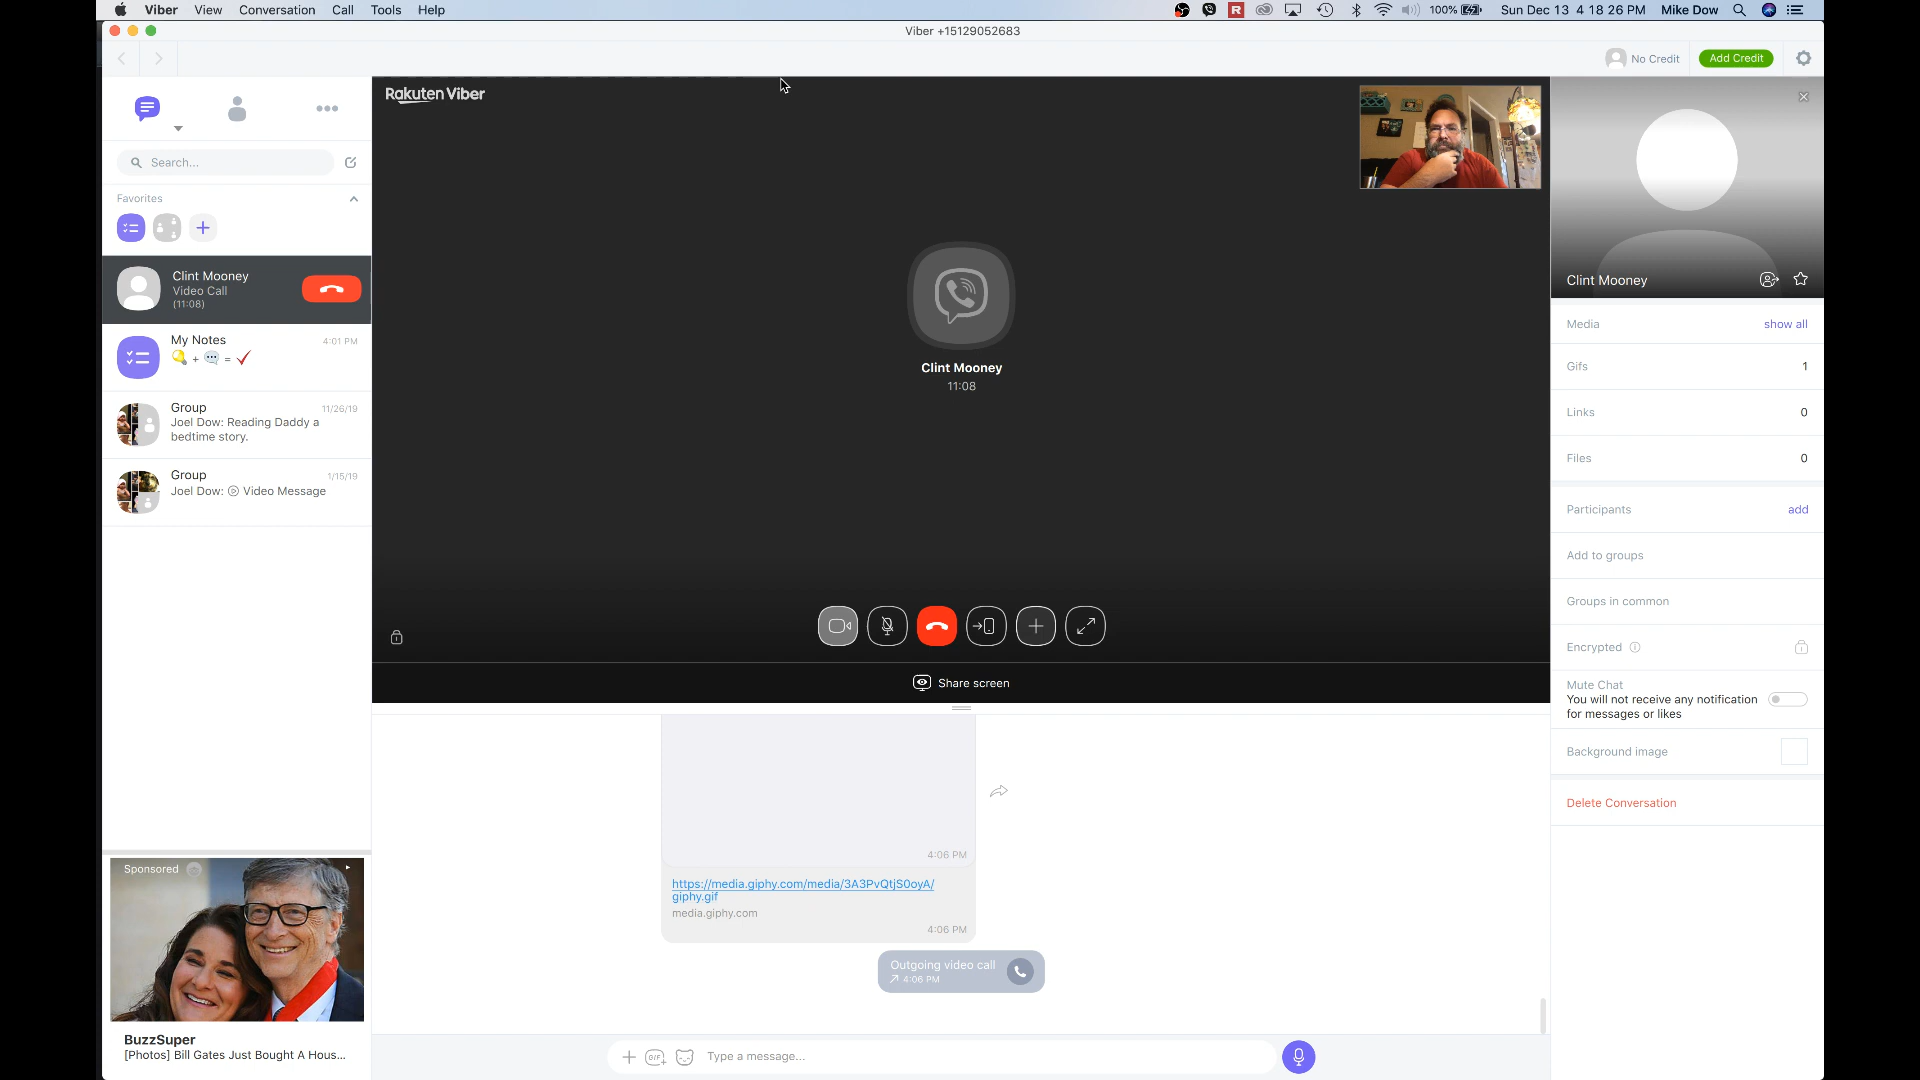 Viber View Conversation Call Tools Help
R 100% Sun Dec 13 4 18 26 PM Mike Dow
Viber +15129052683
No Credit Add Credit
Search...
Favorites
Clint Mooney
Video Call
(11:08)
My Notes 4:01 PM
+ =
Group 11/26/19
Joel Dow: Reading Daddy a
bedtime story.
Group 1/15/19
Joel Dow: Video Message
Sponsored
BuzzSuper
[Photos] Bill Gates Just Bought A Hous...
Rakuten Viber
Clint Mooney
11:08
Share screen
4:06 PM
https://media.giphy.com/media/3A3PvQtjS0oyA/
giphy.gif
media.giphy.com
4:06 PM
Outgoing video call
4:06 PM
GIF
Type a message...
Clint Mooney
Media show all
Gifs 1
Links 0
Files 0
Participants add
Add to groups
Groups in common
Encrypted
Mute Chat
You will not receive any notification
for messages or likes
Background image
Delete Conversation